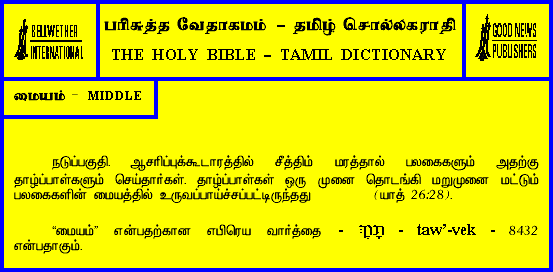 BELLWETHER
INTERNATIONAL
பரிசுத்த வேதாகமம் – தமிழ் சொல்லகராதி
THE HOLY BIBLE – TAMIL DICTIONARY
GOOD NEWS
PUBLISHERS
மையம் – MIDDLE
நடுப்பகுதி. ஆசரிப்புக்கூடாரத்தில் சீத்திம் மரத்தால் பலகைகளும் அதற்கு
தாழ்ப்பாள்களும் செய்தார்கள். தாழ்ப்பாள்கள் ஒரு முனை தொடங்கி மறுமுனை மட்டும்
பலகைகளின் மையத்தில் உருவப்பாய்ச்சப்பட்டிருந்தது (யாத் 26:28).
“மையம்” என்பதற்கான எபிரெய வார்த்தை - - taw’-vek - 8432
என்பதாகும்.